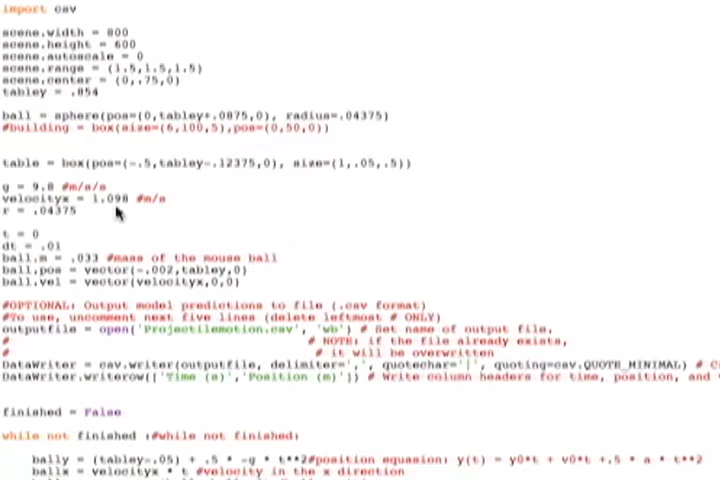 import csv
scene.width = 800
scene.height = 600
scene.autoscale = 0
scene.range = (1.5,1.5,1.5)
scene.center = (0,.75,0)
tabley = .854
ball = sphere(pos=(0,tabley+.0875,0), radius=.04375)
#building = box(size=(6,100,5),pos=(0,50,0))
table = box(pos=(-.5,tabley-.12375,0), size=(1,.05,.5))
g = 9.8 #m/s/s
velocityx = 1.098 #m/s
r = .04375
t = 0
dt = .01
ball.m = .033 #mass of the mouse ball
ball.pos = vector(-.002,tabley,0)
ball.vel = vector(velocityx,0,0)
#OPTIONAL: Output model predictions to file (.csv format)
#To use, uncomment next five lines (delete leftmost # ONLY)
outputfile = open('Projectilemotion.csv', 'wb') # Set name of output file,
# # NOTE: if the file already exists,
# # it will be overwritten
DataWriter = csv.writer(outputfile, delimiter=',', quotechar='|', quoting=csv.QUOTE_MINIMAL) #
DataWriter.writerow(['Time (s)','Position (m)']) # Write column headers for time, position, and
finished = False
while not finished :#while not finished:
bally = (tabley-.05) + .5 * -g * t**2#position equasion: y(t) = y0*t + v0*t +.5 * a * t**2
ballx = velocityx * t #velocity in the x direction